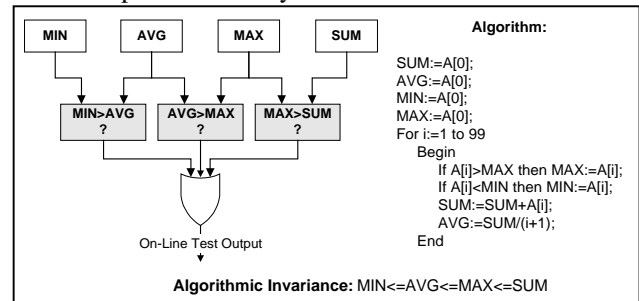 MIN AVG MAX SUM
MIN>AVG ? AVG>MAX ? MAX>SUM ?
On-Line Test Output
Algorithm:
SUM:=A[0];
AVG:=A[0];
MIN:=A[0];
MAX:=A[0];
For i:=1 to 99
Begin
If A[i]>MAX then MAX:=A[i];
If A[i]<MIN then MIN:=A[i];
SUM:=SUM+A[i];
AVG:=SUM/(i+1);
End
Algorithmic Invariance: MIN<=AVG<=MAX<=SUM